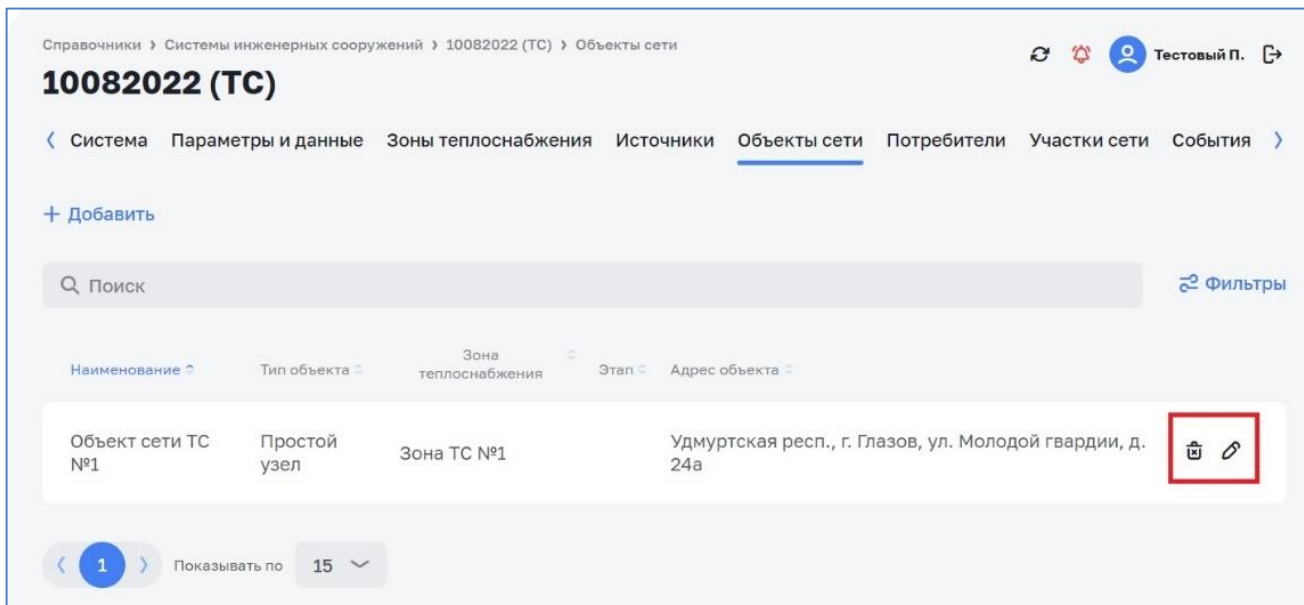 Справочники › Системы инженерных сооружений › 10082022 (ТС) › Объекты сети
Тестовый П.
10082022 (ТС)
Система Параметры и данные Зоны теплоснабжения Источники Объекты сети Потребители Участки сети События
+ Добавить
Поиск
Фильтры
Наименование Тип объекта Зона теплоснабжения Этап Адрес объекта
Объект сети ТС №1
Простой узел
Зона ТС №1
Удмуртская респ., г. Глазов, ул. Молодой гвардии, д. 24а
1 Показывать по 15